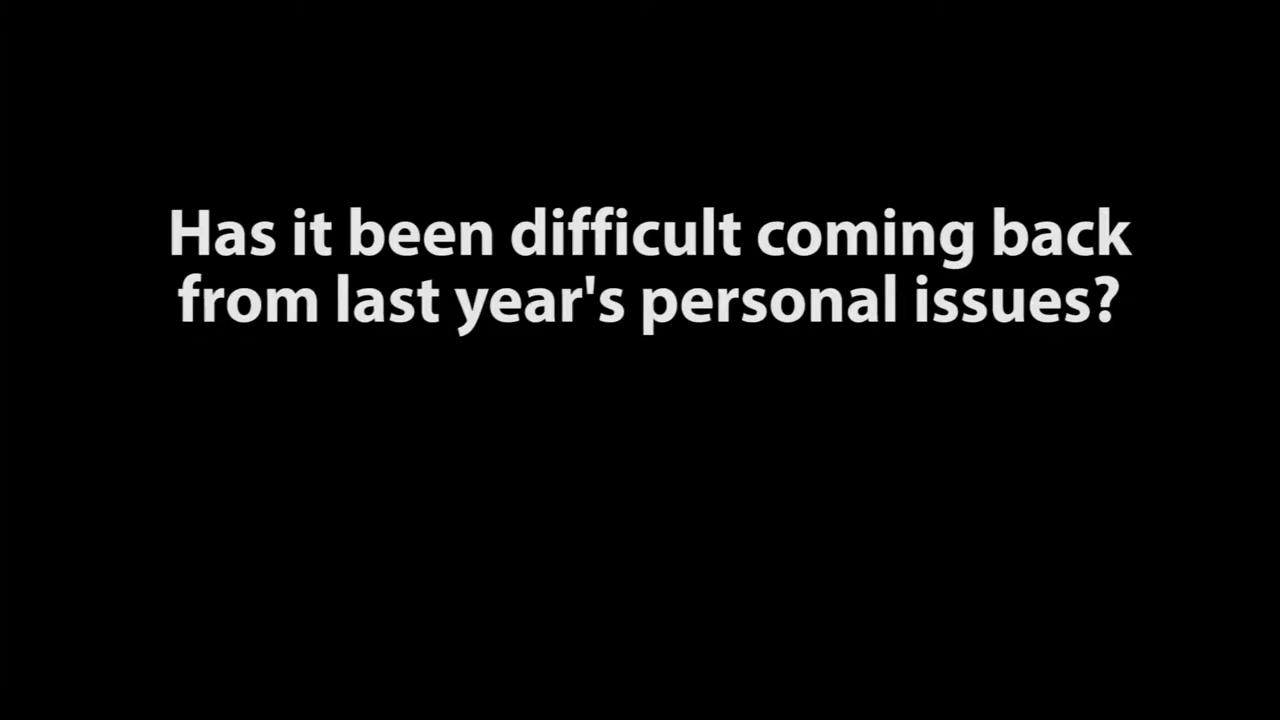 Has it been difficult coming back
from last year's personal issues?